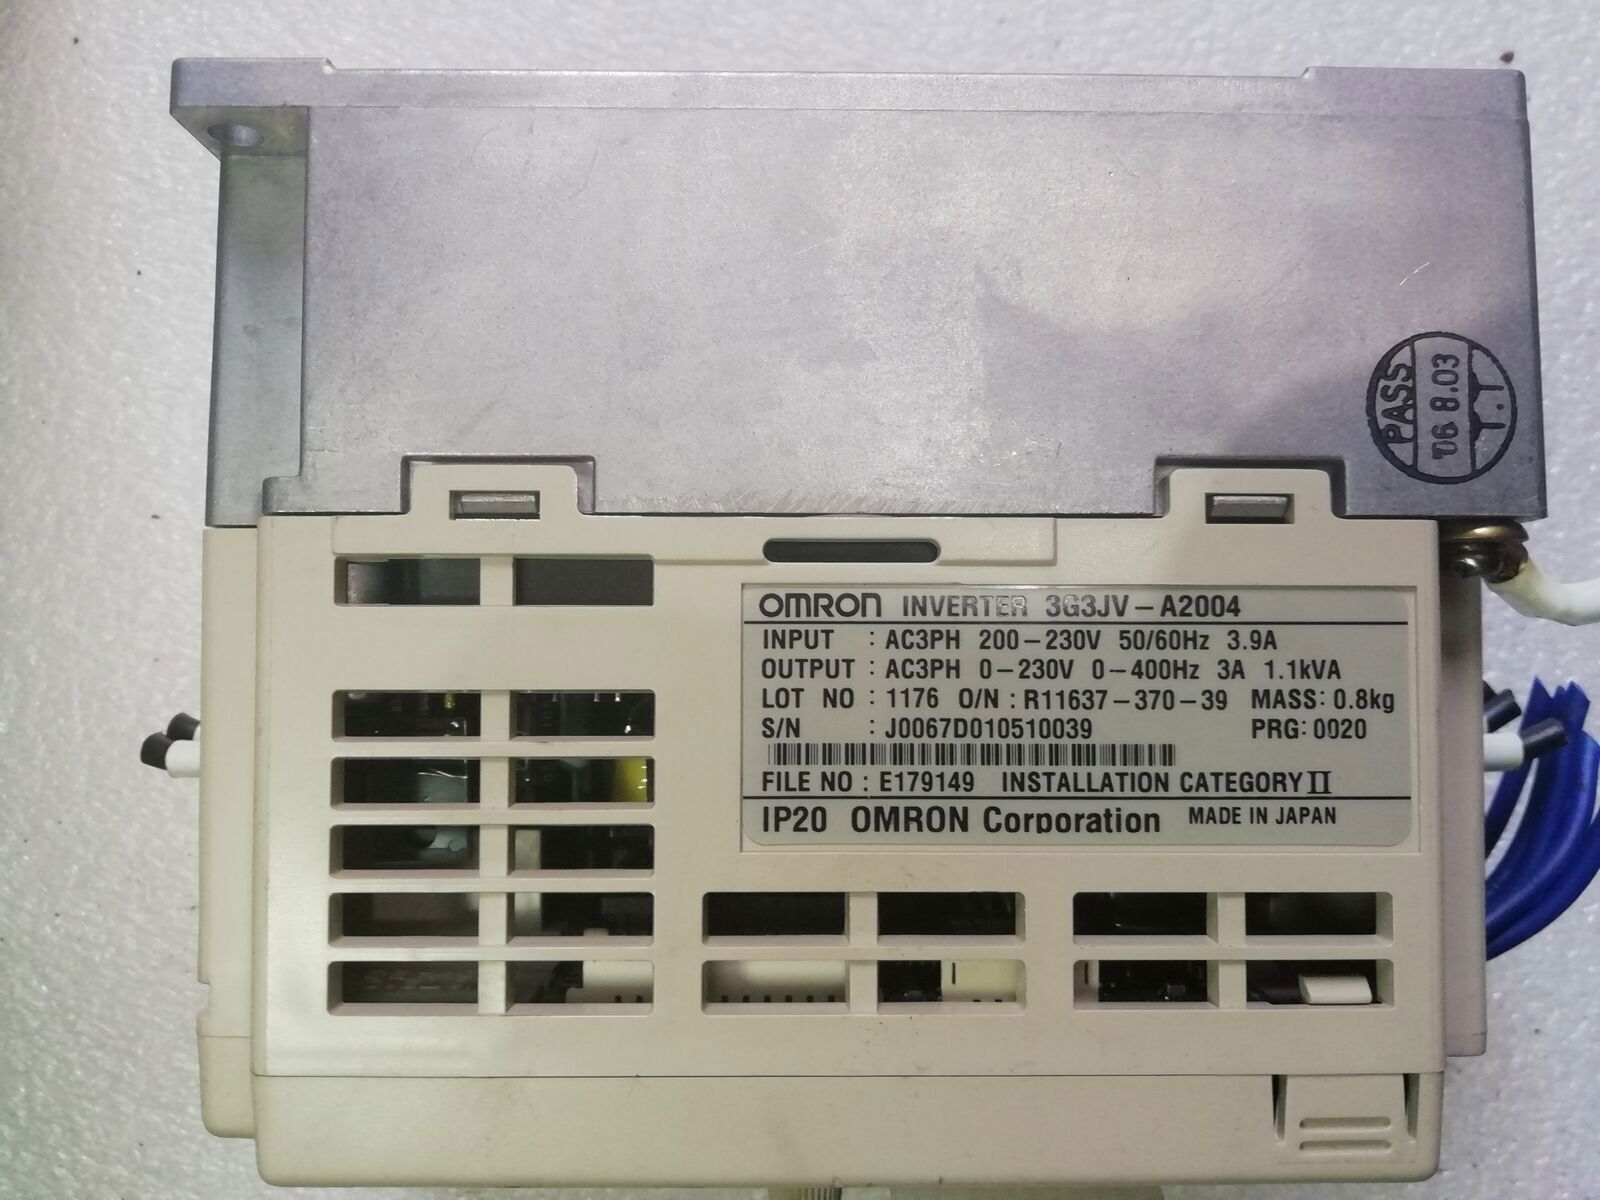 PASS
'06.8.03
T.T
OMRON INVERTER 3G3JV-A2004
INPUT : AC3PH 200-230V 50/60Hz 3.9A
OUTPUT : AC3PH 0-230V 0-400Hz 3A 1.1kVA
LOT NO : 1176 O/N : R11637-370-39 MASS: 0.8kg
S/N : J0067D010510039 PRG: 0020
FILE NO : E179149 INSTALLATION CATEGORY II
IP20 OMRON Corporation MADE IN JAPAN